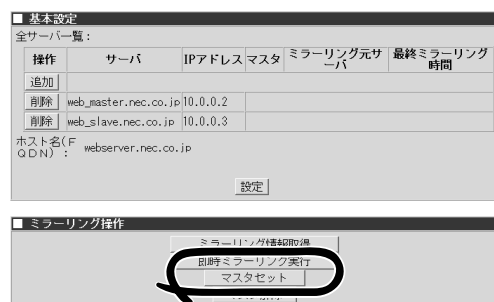 ■ 基本設定
全サーバ一覧：
操作 サーバ IPアドレス マスタ ミラーリング元サーバ 最終ミラーリング時間
追加
削除 web_master.nec.co.jp 10.0.0.2
削除 web_slave.nec.co.jp 10.0.0.3
ホスト名(FQDN)： webserver.nec.co.jp
設定
■ ミラーリング操作
ミラーリング情報取得
即時ミラーリング実行
マスタセット